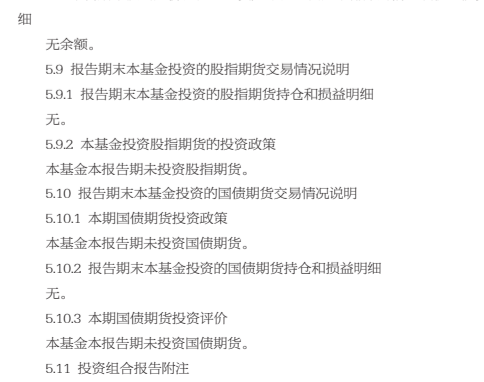 细
无余额。
5.9 报告期末本基金投资的股指期货交易情况说明
5.9.1 报告期末本基金投资的股指期货持仓和损益明细
无。
5.9.2 本基金投资股指期货的投资政策
本基金本报告期未投资股指期货。
5.10 报告期末本基金投资的国债期货交易情况说明
5.10.1 本期国债期货投资政策
本基金本报告期未投资国债期货。
5.10.2 报告期末本基金投资的国债期货持仓和损益明细
无。
5.10.3 本期国债期货投资评价
本基金本报告期未投资国债期货。
5.11 投资组合报告附注